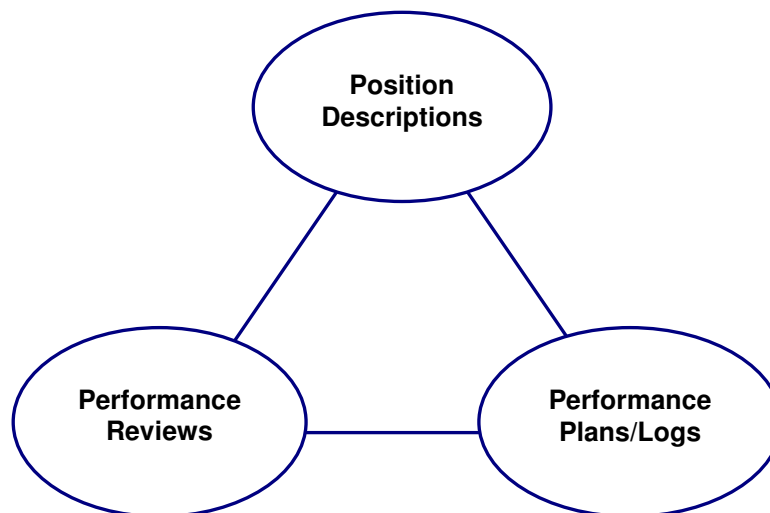 Position
Descriptions
Performance
Reviews
Performance
Plans/Logs